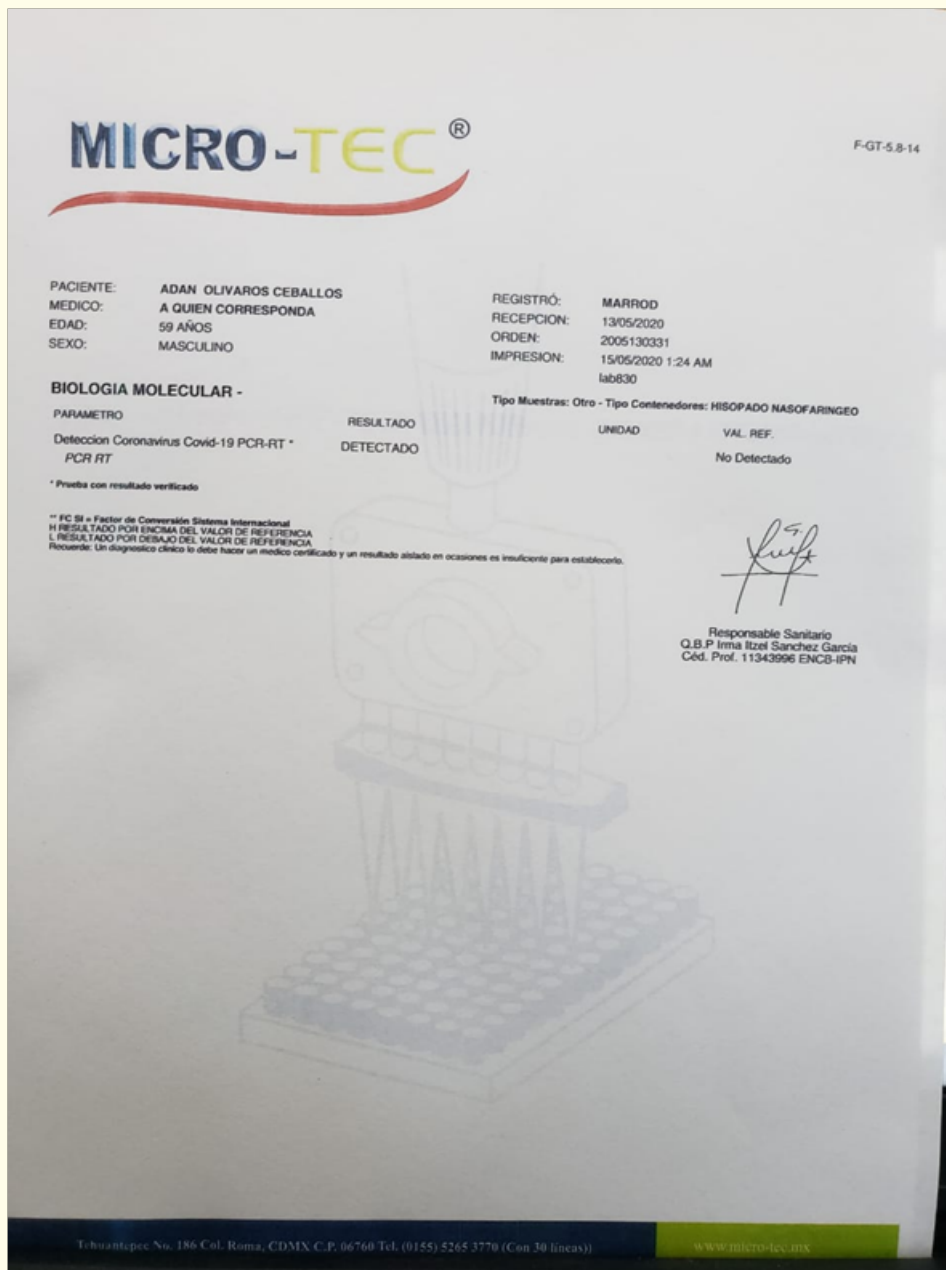 MICRO-TEC®
F-GT-5.8-14
PACIENTE: ADAN OLIVAROS CEBALLOS
MEDICO: A QUIEN CORRESPONDA
EDAD: 59 AÑOS
SEXO: MASCULINO
REGISTRÓ: MARROD
RECEPCION: 13/05/2020
ORDEN: 2005130331
IMPRESION: 15/05/2020 1:24 AM
lab830
BIOLOGIA MOLECULAR -
Tipo Muestras: Otro - Tipo Contenedores: HISOPADO NASOFARINGEO
PARAMETRO RESULTADO UNIDAD VAL. REF.
Deteccion Coronavirus Covid-19 PCR-RT * DETECTADO No Detectado
PCR RT
* Prueba con resultado verificado
** FC SI = Factor de Conversión Sistema Internacional
H RESULTADO POR ENCIMA DEL VALOR DE REFERENCIA
L RESULTADO POR DEBAJO DEL VALOR DE REFERENCIA
Recuerde: Un diagnostico clinico lo debe hacer un medico certificado y un resultado aislado en ocasiones es insuficiente para establecerlo.
Responsable Sanitario
Q.B.P Irma Itzel Sanchez Garcia
Céd. Prof. 11343996 ENCB-IPN
Tehuantepec No. 186 Col. Roma, CDMX C.P. 06760 Tel. (0155) 5265 3770 (Con 30 lineas))
www.micro-tec.mx